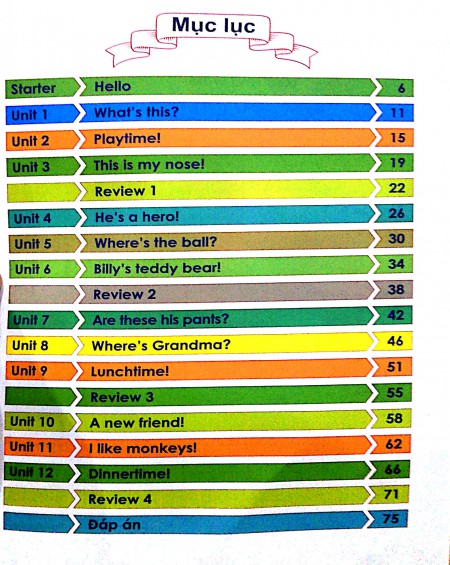 Mục lục
Starter Hello 6
Unit 1 What's this? 11
Unit 2 Playtime! 15
Unit 3 This is my nose! 19
Review 1 22
Unit 4 He's a hero! 26
Unit 5 Where's the ball? 30
Unit 6 Billy's teddy bear! 34
Review 2 38
Unit 7 Are these his pants? 42
Unit 8 Where's Grandma? 46
Unit 9 Lunchtime! 51
Review 3 55
Unit 10 A new friend! 58
Unit 11 I like monkeys! 62
Unit 12 Dinnertime! 66
Review 4 71
Đáp án 75